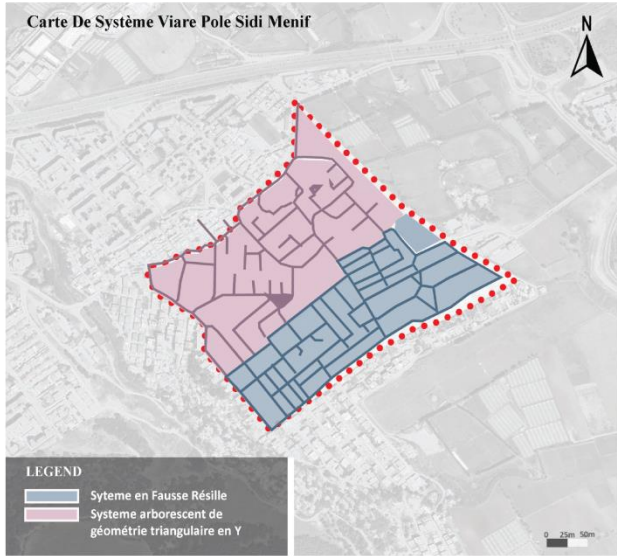 Carte De Système Viare Pole Sidi Menif
N
LEGEND
Syteme en Fausse Résille
Systeme arborescent de
géométrie triangulaire en Y
0 25m 50m